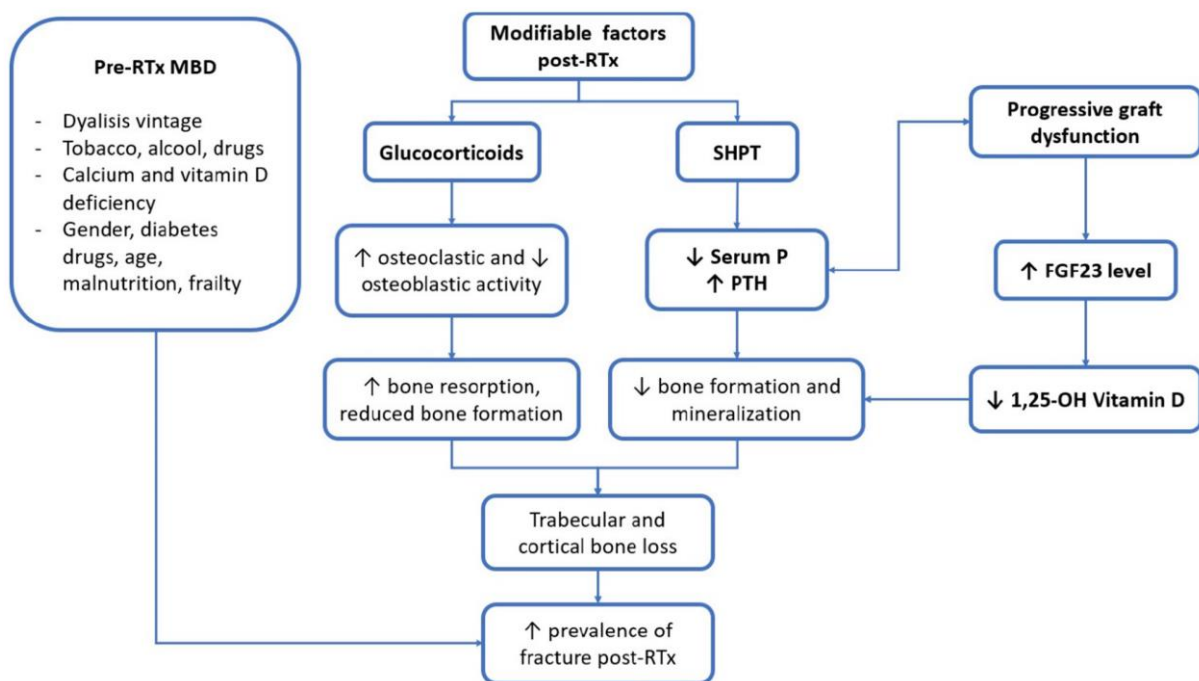 Pre-RTx MBD
- Dyalisis vintage
- Tobacco, alcool, drugs
- Calcium and vitamin D
deficiency
- Gender, diabetes
drugs, age,
malnutrition, frailty
Modifiable factors
post-RTx
Glucocorticoids
SHPT
Progressive graft
dysfunction
↑ osteoclastic and ↓
osteoblastic activity
↓ Serum P
↑ PTH
↑ FGF23 level
↑ bone resorption,
reduced bone formation
↓ bone formation and
mineralization
↓ 1,25-OH Vitamin D
Trabecular and
cortical bone loss
↑ prevalence of
fracture post-RTx